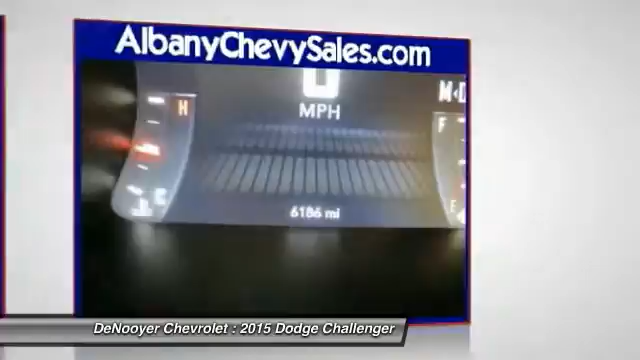 AlbanyChevySales.com
0
H
MPH
F
C
6186 mi
DeNooyer Chevrolet : 2015 Dodge Challenger